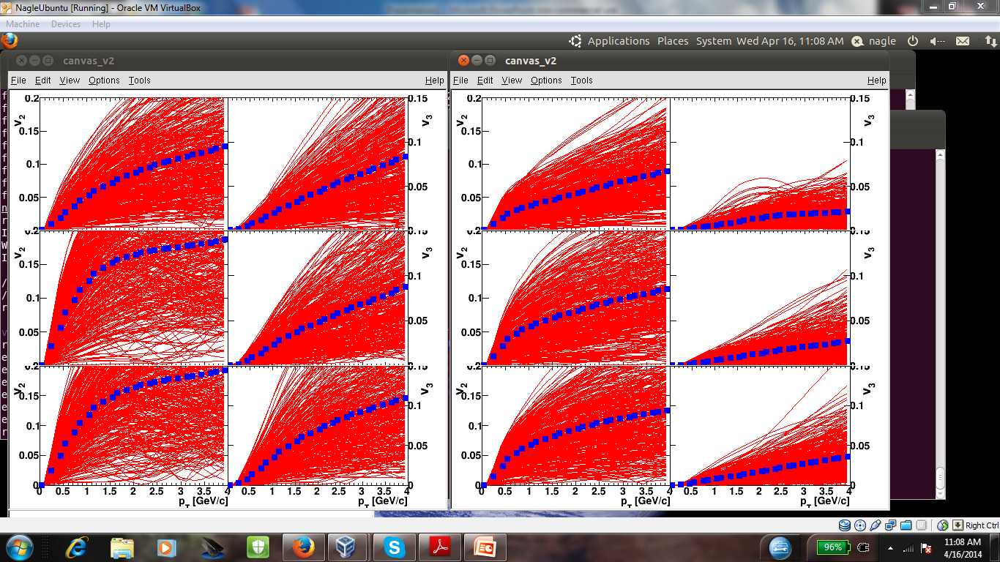 NagleUbuntu [Running] - Oracle VM VirtualBox
Machine Devices Help
Applications Places System Wed Apr 16, 11:08 AM nagle
canvas_v2
File Edit View Options Tools Help
0.2
v2
0.15
0.1
0.05
0.15
v3
0.1
0.05
0
0.2
v2
0.15
0.1
0.05
0.15
v3
0.1
0.05
0
0.2
v2
0.15
0.1
0.05
0
0.15
v3
0.1
0.05
0
0.5 1 1.5 2 2.5 3 3.5 4
pT [GeV/c]
0.5 1 1.5 2 2.5 3 3.5 4
pT [GeV/c]
canvas_v2
File Edit View Options Tools Help
0.2
v2
0.15
0.1
0.05
0.15
v3
0.1
0.05
0
0.2
v2
0.15
0.1
0.05
0.15
v3
0.1
0.05
0
0.2
v2
0.15
0.1
0.05
0
0.15
v3
0.1
0.05
0
0.5 1 1.5 2 2.5 3 3.5
pT [GeV/c]
0.5 1 1.5 2 2.5 3 3.5 4
pT [GeV/c]
Right Ctrl
96%
11:08 AM
4/16/2014